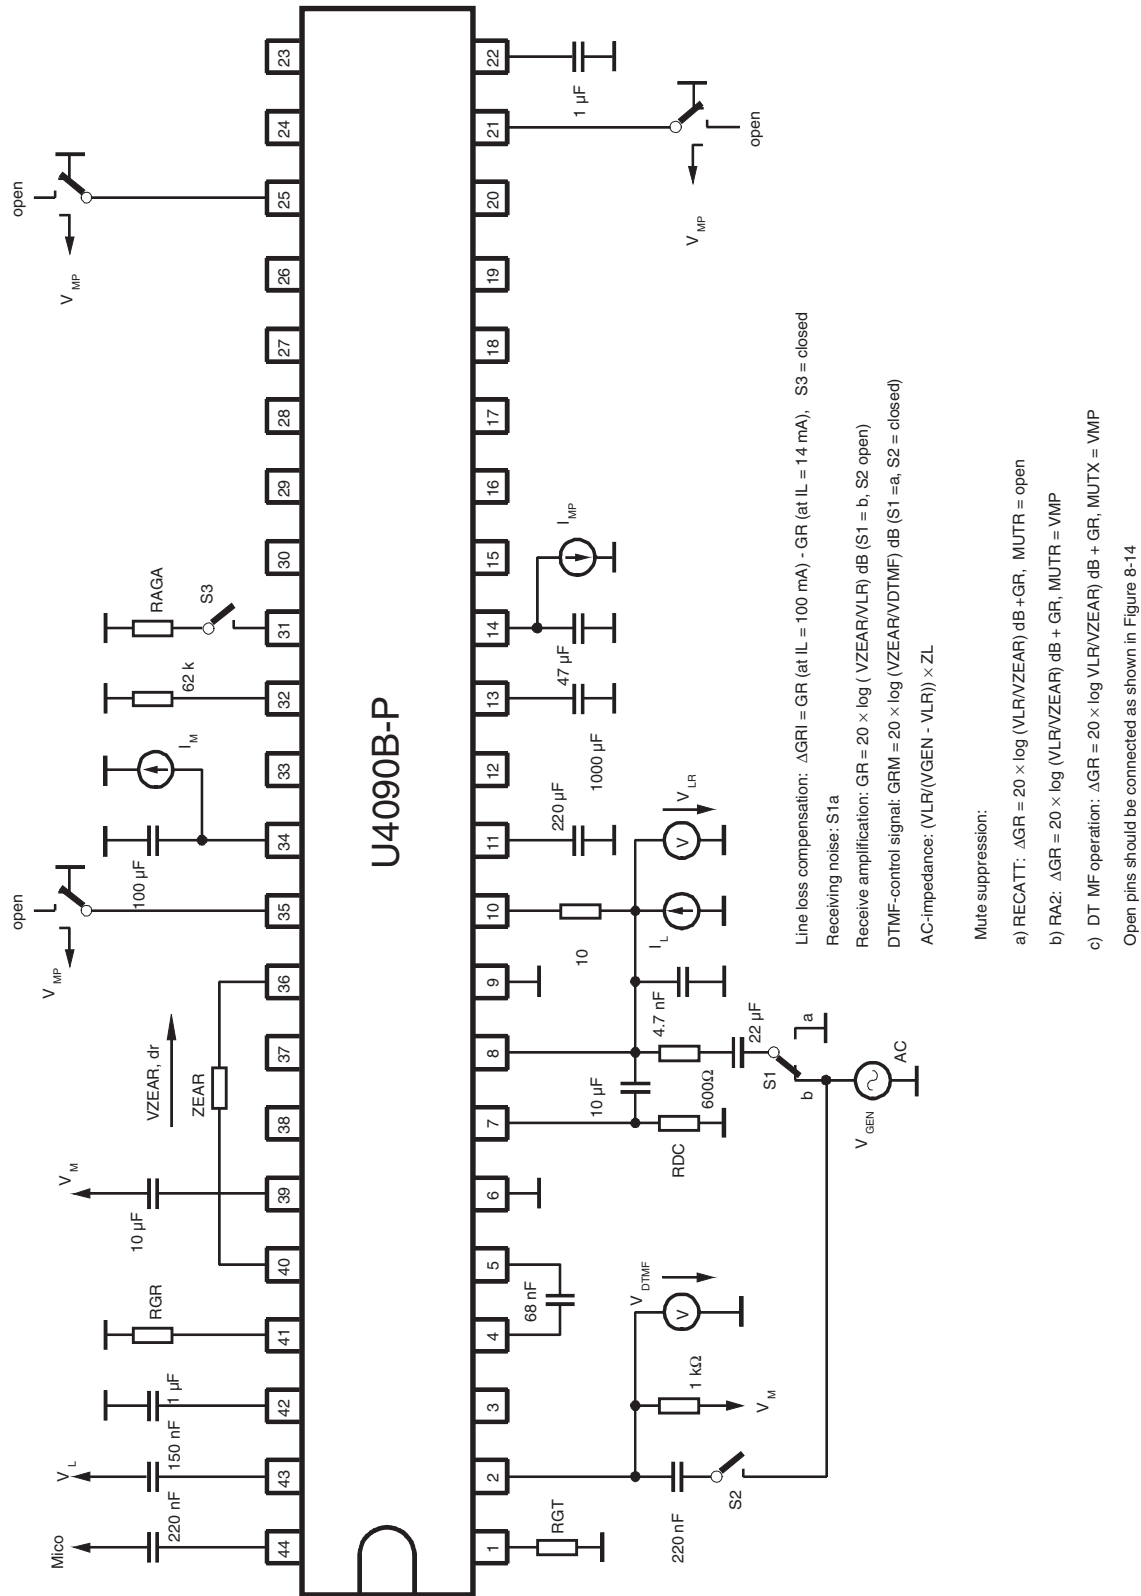 open
V MP
23
24
25
26
27
28
29
30
31
32
33
34
35
36
37
38
39
40
41
42
43
44
RAGA
S3
62 k
I M
100 µF
open
V MP
VZEAR, dr
ZEAR
V M
10 µF
RGR
1 µF
V L
150 nF
Mico
220 nF
U4090B-P
22
21
20
19
18
17
16
15
14
13
12
11
10
9
8
7
6
5
4
3
2
1
1 µF
open
V MP
I MP
47 µF
1000 µF
220 µF
V
V LR
10
I L
4.7 nF
10 µF
600Ω
22 µF
RDC
S1
a
b
V GEN
AC
68 nF
V
V DTMF
1 kΩ
V M
220 nF
S2
RGT
Line loss compensation: ΔGRI = GR (at IL = 100 mA) - GR (at IL = 14 mA), S3 = closed
Receiving noise: S1a
Receive amplification: GR = 20 × log ( VZEAR/VLR) dB (S1 = b, S2 open)
DTMF-control signal: GRM = 20 × log (VZEAR/VDTMF) dB (S1 =a, S2 = closed)
AC-impedance: (VLR/(VGEN - VLR)) × ZL
Mute suppression:
a) RECATT: ΔGR = 20 × log (VLR/VZEAR) dB +GR, MUTR = open
b) RA2: ΔGR = 20 × log (VLR/VZEAR) dB + GR, MUTR = VMP
c) DT MF operation: ΔGR = 20 × log VLR/VZEAR) dB + GR, MUTX = VMP
Open pins should be connected as shown in Figure 8-14